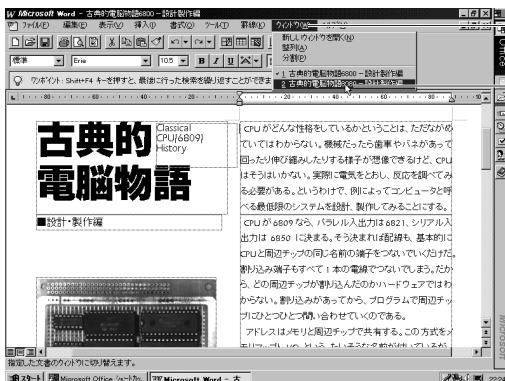 Microsoft Word - 古典的電脳物語6800 - 設計製作編
ファイル(F) 編集(E) 表示(V) 挿入(I) 書式(O) ツール(T) 罫線(A) ウィンドウ(W)
新しいウィンドウを開く(N)
整列(A)
分割(P)
✓1 古典的電脳物語6800 - 設計製作編
2 古典的電脳物語6809 - 設計製作編
標準 Erie 10.5 B I U
Office
ワンポイント: Shift+F4 キーを押すと、最後に行った検索を繰り返すことができま
古典的
電脳物語
Classical
CPU(6809)
History
■設計・製作編
CPU がどんな性格をしているかということは、ただながめ
ていてはわからない。機械だったら歯車やバネがあって
回ったり伸び縮みしたりする様子が想像できるけど、CPU
はそうはいかない。実際に電気をとおし、反応を調べてみ
る必要がある。というわけで、例によってコンピュータと呼
べる最低限のシステムを設計、製作してみることにする。
CPU が 6809 なら、パラレル入出力は 6821、シリアル入
出力は 6850 に決まる。そう決まれば配線も、基本的に
CPU と周辺チップの同じ名前の端子をつないでいくだけだ。
割り込み端子もすべて 1 本の電線でつないでしまう。だか
ら、どの周辺チップが割り込んだのかハードウェアではわ
からない。割り込みがあってから、プログラムで周辺チッ
プにひとつひとつ問い合わせていくのである。
アドレスはメモリと周辺チップで共有する。この方式をメ
指定した文書のウィンドウに切り替えます。
スタート Microsoft Office Microsoft Word - 古
Microsoft